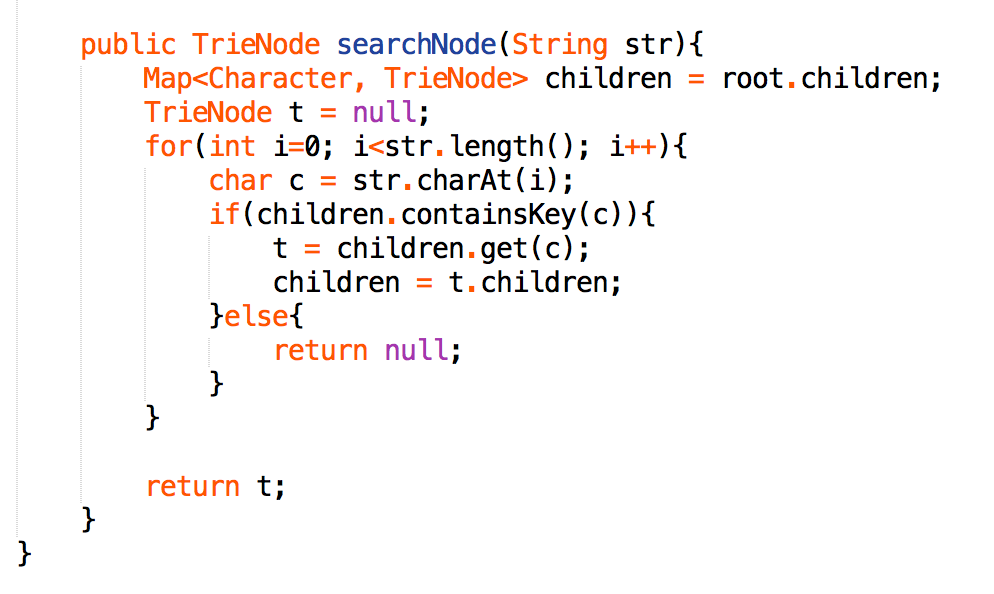 public TrieNode searchNode(String str){
Map<Character, TrieNode> children = root.children;
TrieNode t = null;
for(int i=0; i<str.length(); i++){
char c = str.charAt(i);
if(children.containsKey(c)){
t = children.get(c);
children = t.children;
}else{
return null;
}
}
return t;
}
}